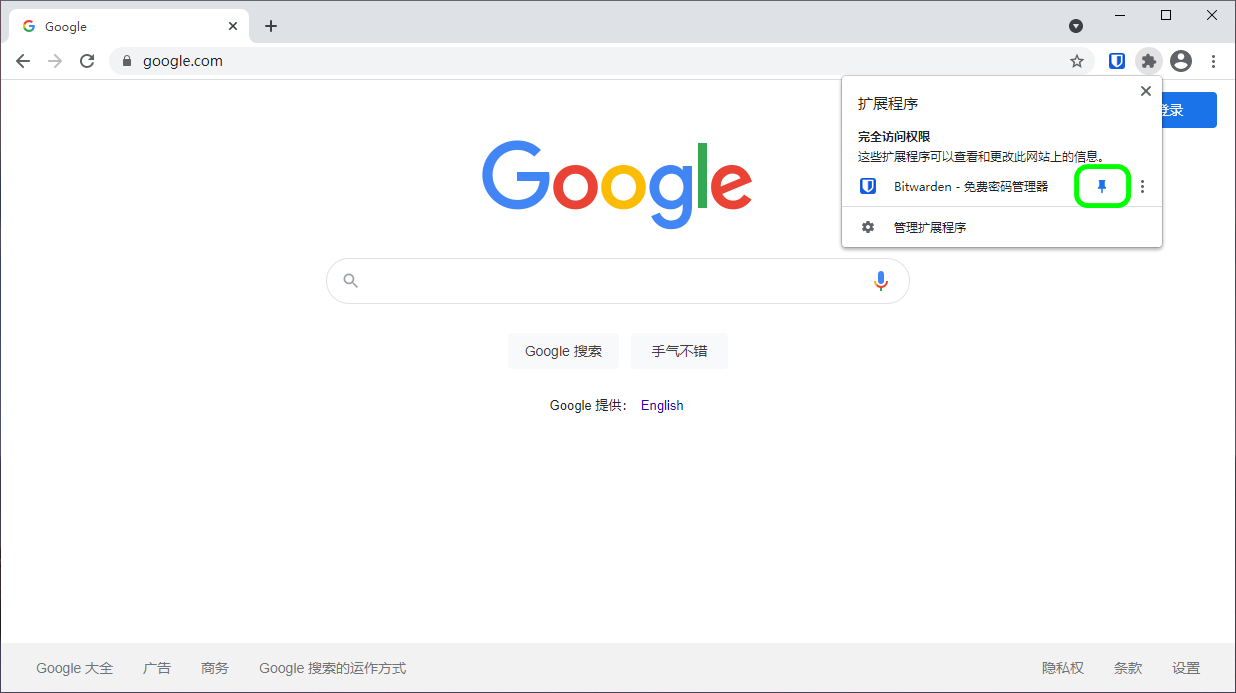 Google
google.com
扩展程序
完全访问权限
这些扩展程序可以查看和更改此网站上的信息。
Bitwarden - 免费密码管理器
管理扩展程序
登录
Google
Google 搜索
手气不错
Google 提供： English
Google 大全 广告 商务 Google 搜索的运作方式 隐私权 条款 设置